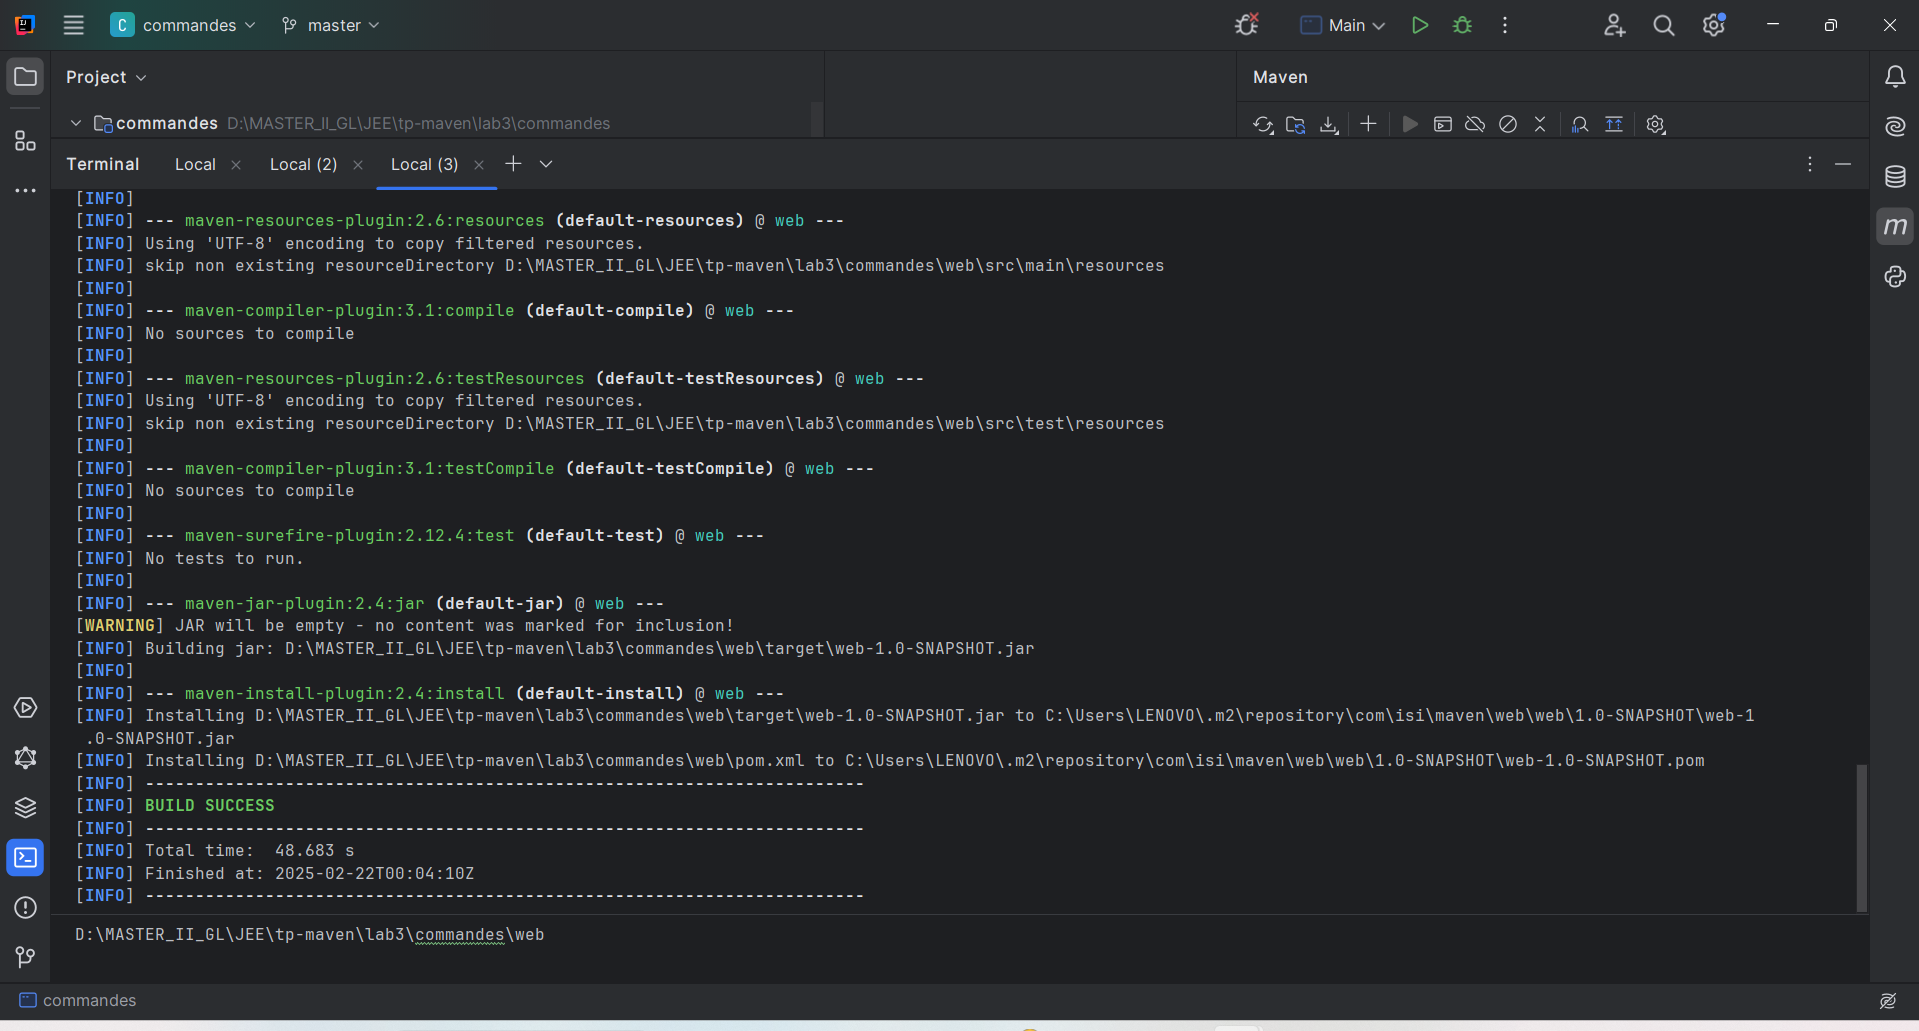 C commandes master Main
Project
Maven
commandes D:\MASTER_II_GL\JEE\tp-maven\lab3\commandes
Terminal Local Local (2) Local (3)
[INFO]
[INFO] --- maven-resources-plugin:2.6:resources (default-resources) @ web ---
[INFO] Using 'UTF-8' encoding to copy filtered resources.
[INFO] skip non existing resourceDirectory D:\MASTER_II_GL\JEE\tp-maven\lab3\commandes\web\src\main\resources
[INFO]
[INFO] --- maven-compiler-plugin:3.1:compile (default-compile) @ web ---
[INFO] No sources to compile
[INFO]
[INFO] --- maven-resources-plugin:2.6:testResources (default-testResources) @ web ---
[INFO] Using 'UTF-8' encoding to copy filtered resources.
[INFO] skip non existing resourceDirectory D:\MASTER_II_GL\JEE\tp-maven\lab3\commandes\web\src\test\resources
[INFO]
[INFO] --- maven-compiler-plugin:3.1:testCompile (default-testCompile) @ web ---
[INFO] No sources to compile
[INFO]
[INFO] --- maven-surefire-plugin:2.12.4:test (default-test) @ web ---
[INFO] No tests to run.
[INFO]
[INFO] --- maven-jar-plugin:2.4:jar (default-jar) @ web ---
[WARNING] JAR will be empty - no content was marked for inclusion!
[INFO] Building jar: D:\MASTER_II_GL\JEE\tp-maven\lab3\commandes\web\target\web-1.0-SNAPSHOT.jar
[INFO]
[INFO] --- maven-install-plugin:2.4:install (default-install) @ web ---
[INFO] Installing D:\MASTER_II_GL\JEE\tp-maven\lab3\commandes\web\target\web-1.0-SNAPSHOT.jar to C:\Users\LENOVO\.m2\repository\com\isi\maven\web\web\1.0-SNAPSHOT\web-1
.0-SNAPSHOT.jar
[INFO] Installing D:\MASTER_II_GL\JEE\tp-maven\lab3\commandes\web\pom.xml to C:\Users\LENOVO\.m2\repository\com\isi\maven\web\web\1.0-SNAPSHOT\web-1.0-SNAPSHOT.pom
[INFO] ------------------------------------------------------------------------
[INFO] BUILD SUCCESS
[INFO] ------------------------------------------------------------------------
[INFO] Total time:  48.683 s
[INFO] Finished at: 2025-02-22T00:04:10Z
[INFO] ------------------------------------------------------------------------
D:\MASTER_II_GL\JEE\tp-maven\lab3\commandes\web
commandes